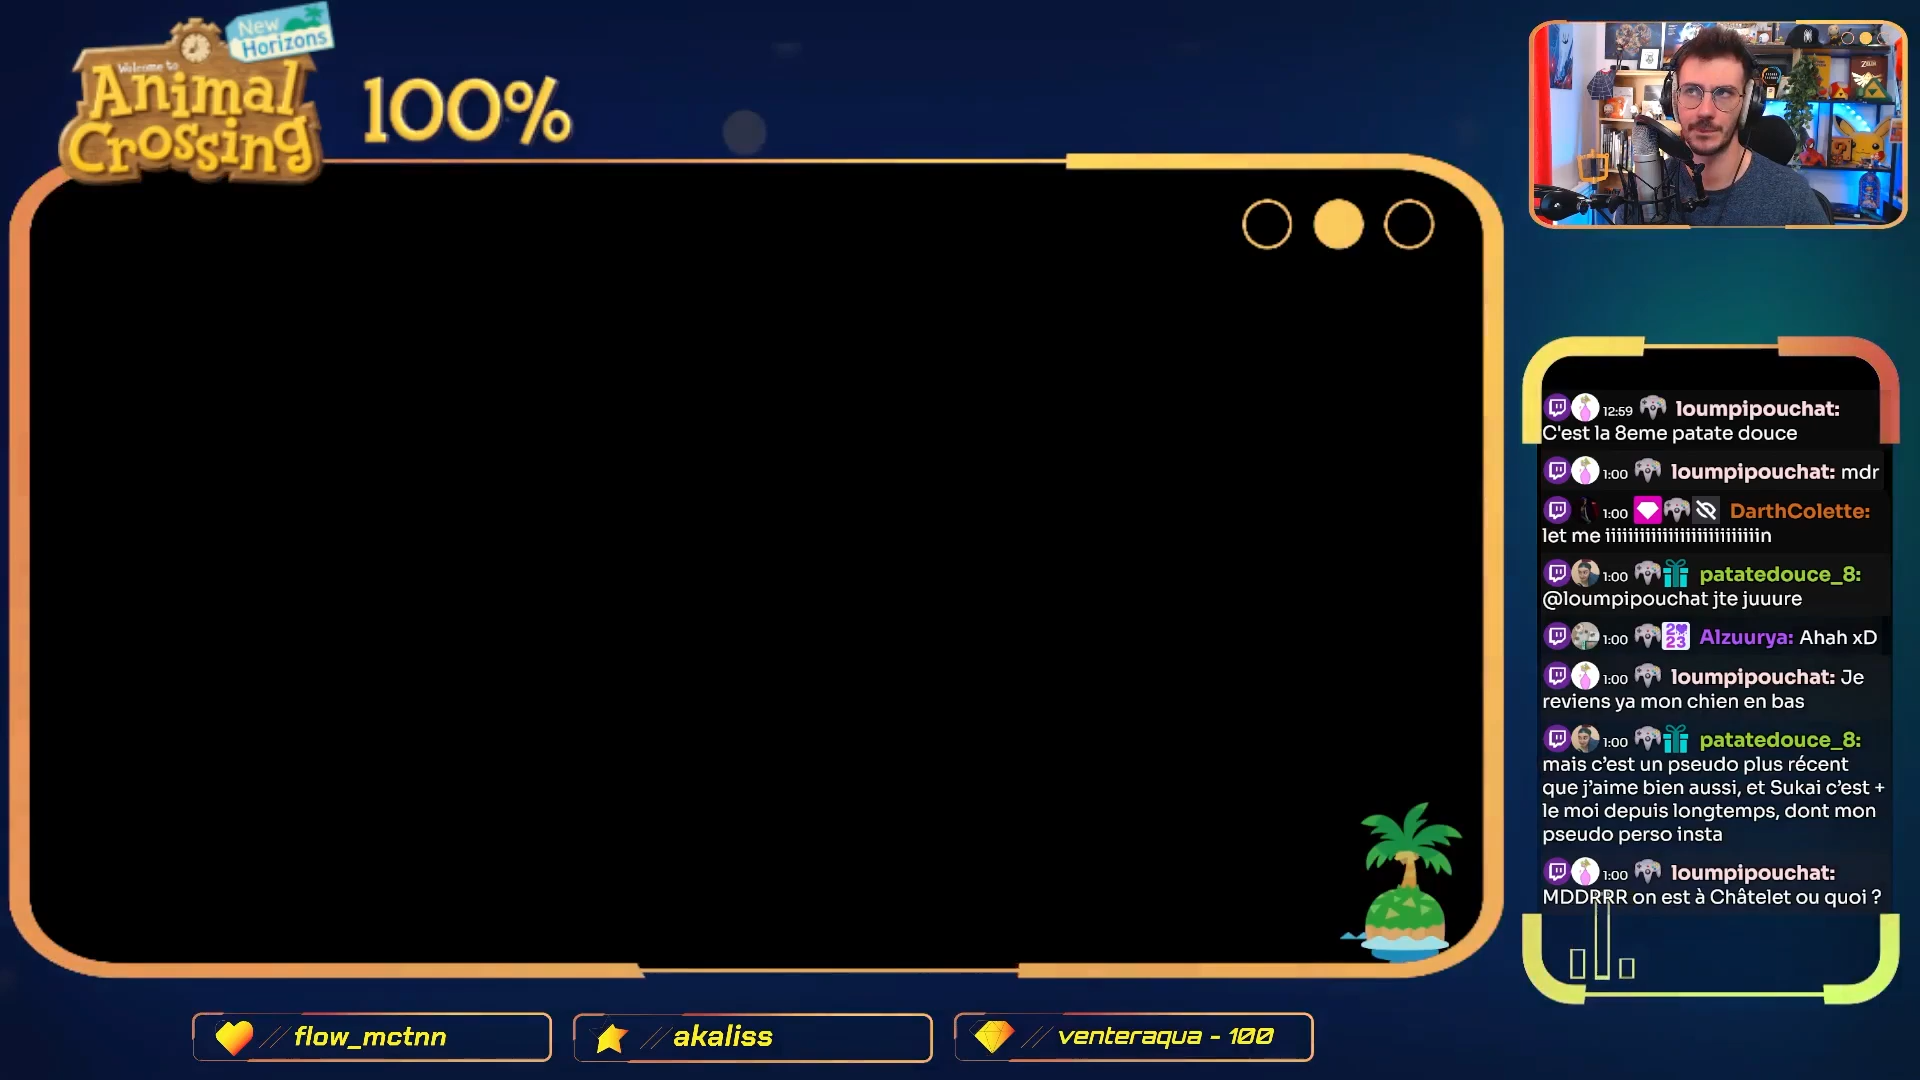 New
Horizons
Welcome to
Animal
Crossing
100%
ZELDA
12:59 loumpipouchat:
C'est la 8eme patate douce
1:00 loumpipouchat: mdr
1:00 DarthColette:
let me iiiiiiiiiiiiiiiiiiiiiiiiiiin
1:00 patatedouce_8:
@loumpipouchat jte juuure
1:00 2023 Alzuurya: Ahah xD
1:00 loumpipouchat: Je
reviens ya mon chien en bas
1:00 patatedouce_8:
mais c’est un pseudo plus récent
que j’aime bien aussi, et Sukai c’est +
le moi depuis longtemps, dont mon
pseudo perso insta
1:00 loumpipouchat:
MDDRRR on est à Châtelet ou quoi ?
// flow_mctnn
// akaliss
// venteraqua - 100